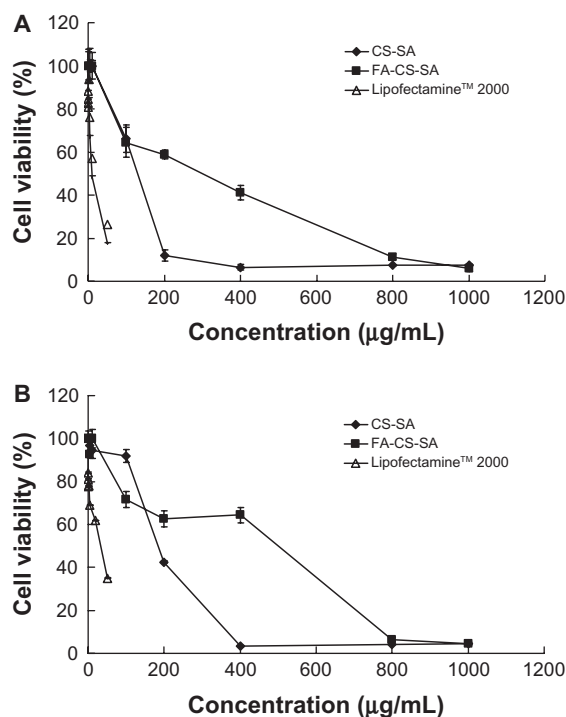 A
120
100
80
60
40
20
0
Cell viability (%)
CS-SA
FA-CS-SA
Lipofectamine™ 2000
0 200 400 600 800 1000 1200
Concentration (µg/mL)
B
120
100
80
60
40
20
0
Cell viability (%)
CS-SA
FA-CS-SA
Lipofectamine™ 2000
0 200 400 600 800 1000 1200
Concentration (µg/mL)